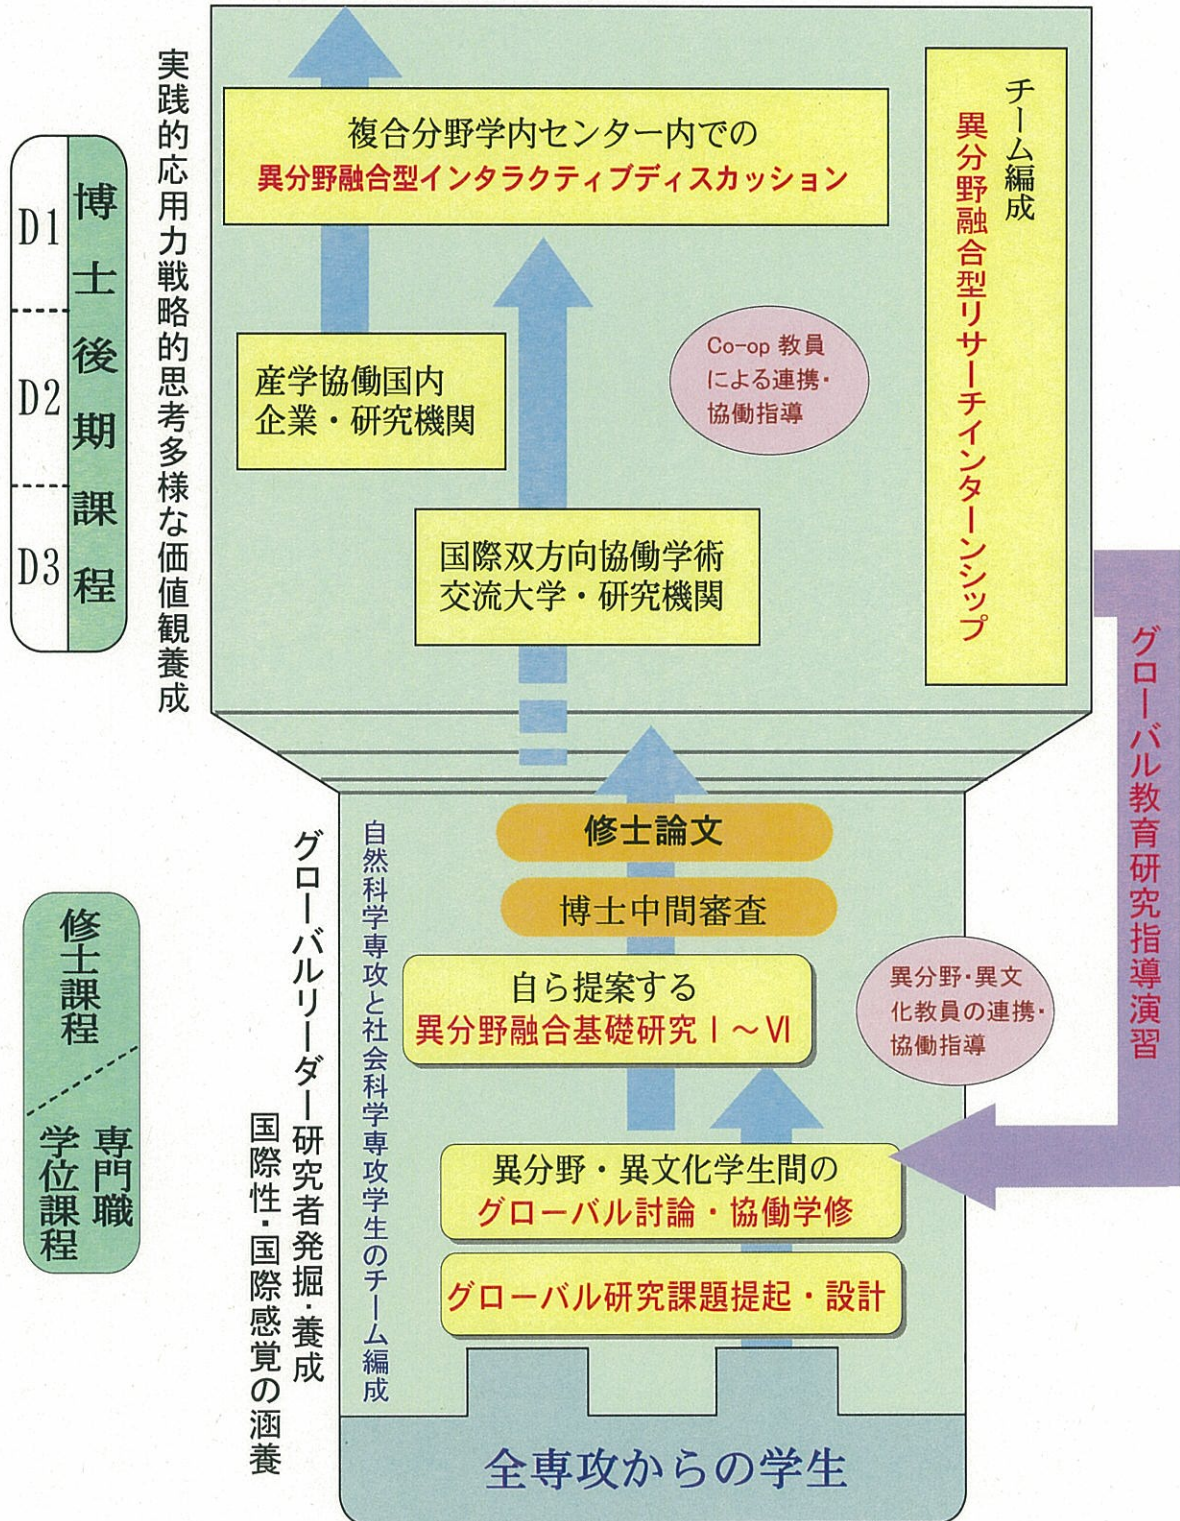 実践的応用力戦略的思考多様な価値観養成
博士後期課程
D1
D2
D3
複合分野学内センター内での
異分野融合型インタラクティブディスカッション
チーム編成
異分野融合型リサーチインターンシップ
産学協働国内
企業・研究機関
Co-op 教員
による連携・
協働指導
国際双方向協働学術
交流大学・研究機関
グローバル教育研究指導演習
修士論文
博士中間審査
自ら提案する
異分野融合基礎研究Ⅰ～Ⅵ
異分野・異文
化教員の連携・
協働指導
修士課程
専門職
学位課程
グローバルリーダー研究者発掘・養成
国際性・国際感覚の涵養
自然科学専攻と社会科学専攻学生のチーム編成
異分野・異文化学生間の
グローバル討論・協働学修
グローバル研究課題提起・設計
全専攻からの学生